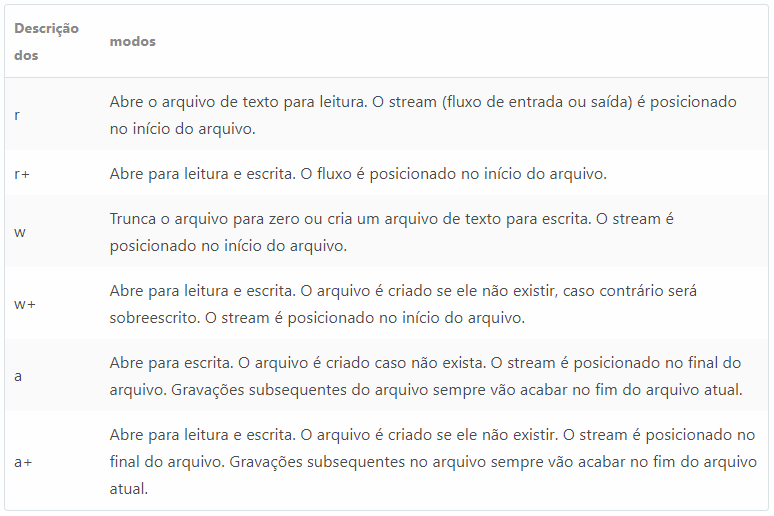 Descrição
dos
modos
r
Abre o arquivo de texto para leitura. O stream (fluxo de entrada ou saída) é posicionado
no início do arquivo.
r+
Abre para leitura e escrita. O fluxo é posicionado no início do arquivo.
w
Trunca o arquivo para zero ou cria um arquivo de texto para escrita. O stream é
posicionado no início do arquivo.
w+
Abre para leitura e escrita. O arquivo é criado se ele não existir, caso contrário será
sobreescrito. O stream é posicionado no início do arquivo.
a
Abre para escrita. O arquivo é criado caso não exista. O stream é posicionado no final do
arquivo. Gravações subsequentes do arquivo sempre vão acabar no fim do arquivo atual.
a+
Abre para leitura e escrita. O arquivo é criado se ele não existir. O stream é posicionado no
final do arquivo. Gravações subsequentes no arquivo sempre vão acabar no fim do arquivo
atual.